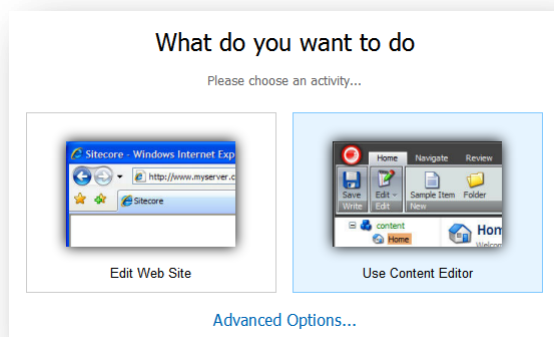 What do you want to do
Please choose an activity...
Sitecore - Windows Internet Exp
http://www.myserver.c
Sitecore
Edit Web Site
Home Navigate Review
Save Edit Sample Item Folder
Write Edit New
content
Home
Hom
Welcom
Use Content Editor
Advanced Options...